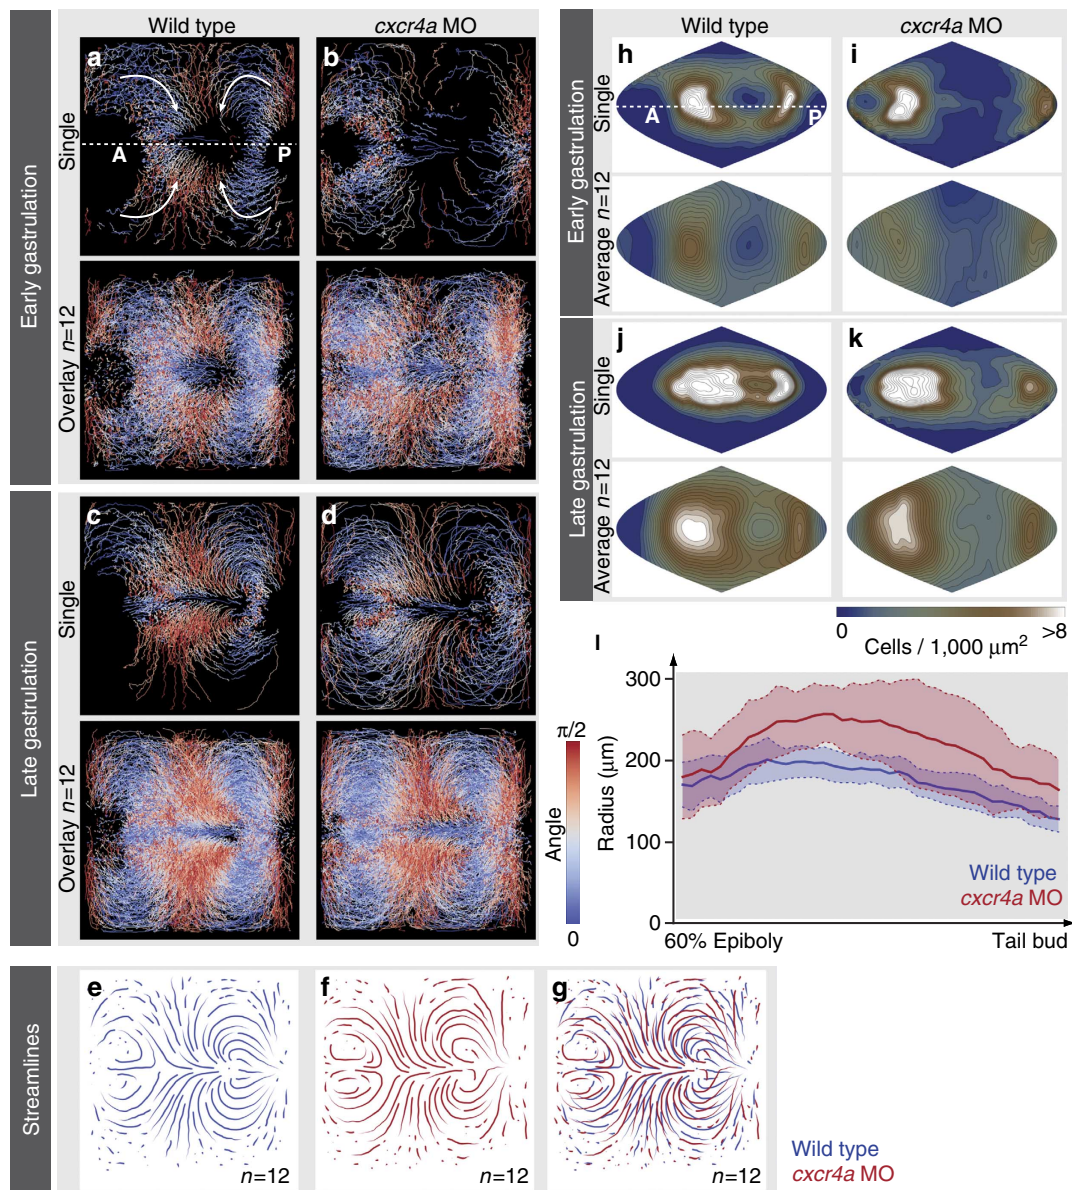 Wild type
cxcr4a MO
Early gastrulation
Single
a
A
P
b
Overlay n=12
Late gastrulation
Single
c
d
Overlay n=12
π/2
Angle
0
Streamlines
e
n=12
f
n=12
g
n=12
Wild type
cxcr4a MO
Wild type
cxcr4a MO
Early gastrulation
Single
h
A
P
i
Average n=12
Late gastrulation
Single
j
k
Average n=12
0
>8
Cells / 1,000 μm²
l
300
200
100
0
Radius (μm)
Wild type
cxcr4a MO
60% Epiboly
Tail bud